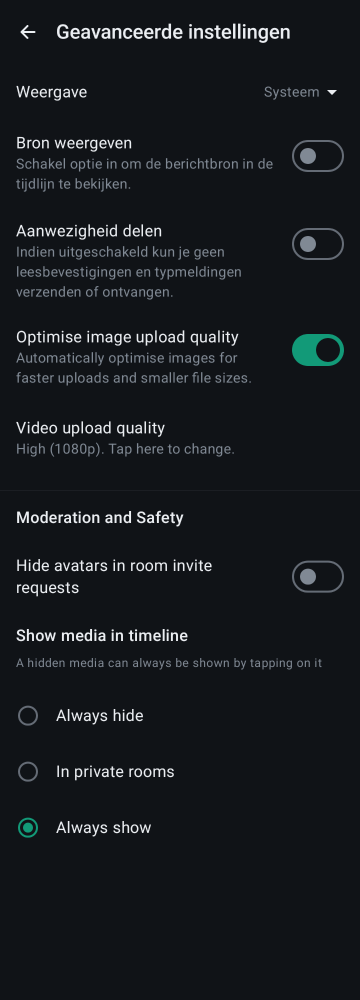 Geavanceerde instellingen
Weergave
Systeem
Bron weergeven
Schakel optie in om de berichtbron in de
tijdlijn te bekijken.
Aanwezigheid delen
Indien uitgeschakeld kun je geen
leesbevestigingen en typmeldingen
verzenden of ontvangen.
Optimise image upload quality
Automatically optimise images for
faster uploads and smaller file sizes.
Video upload quality
High (1080p). Tap here to change.
Moderation and Safety
Hide avatars in room invite
requests
Show media in timeline
A hidden media can always be shown by tapping on it
Always hide
In private rooms
Always show